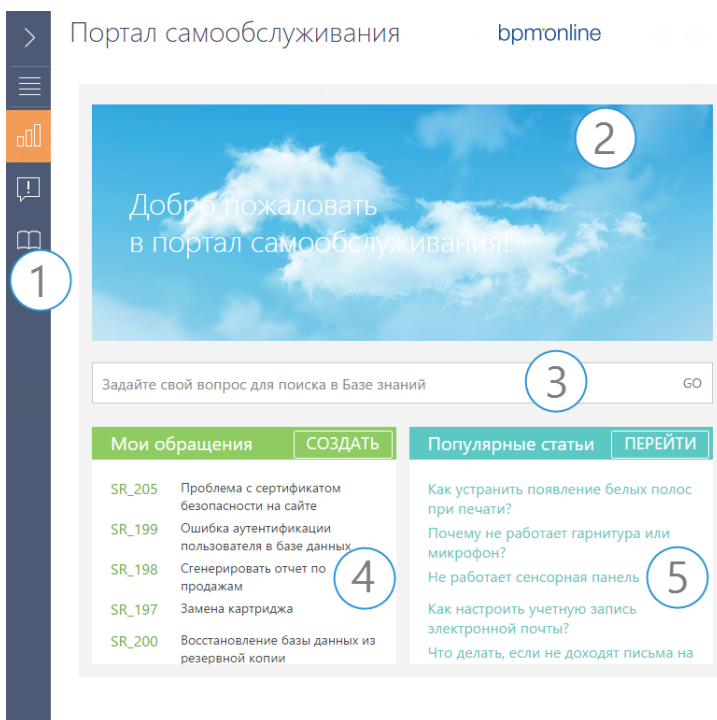 Портал самообслуживания
bpm'online
2
Добро пожаловать
в портал самообслуживания!
1
Задайте свой вопрос для поиска в Базе знаний
3
GO
Мои обращения
СОЗДАТЬ
SR_205 Проблема с сертификатом
безопасности на сайте
SR_199 Ошибка аутентификации
пользователя в базе данных
SR_198 Сгенерировать отчет по
продажам
SR_197 Замена картриджа
SR_200 Восстановление базы данных из
резервной копии
4
Популярные статьи
ПЕРЕЙТИ
Как устранить появление белых полос
при печати?
Почему не работает гарнитура или
микрофон?
Не работает сенсорная панель
Как настроить учетную запись
электронной почты?
Что делать, если не доходят письма на
5